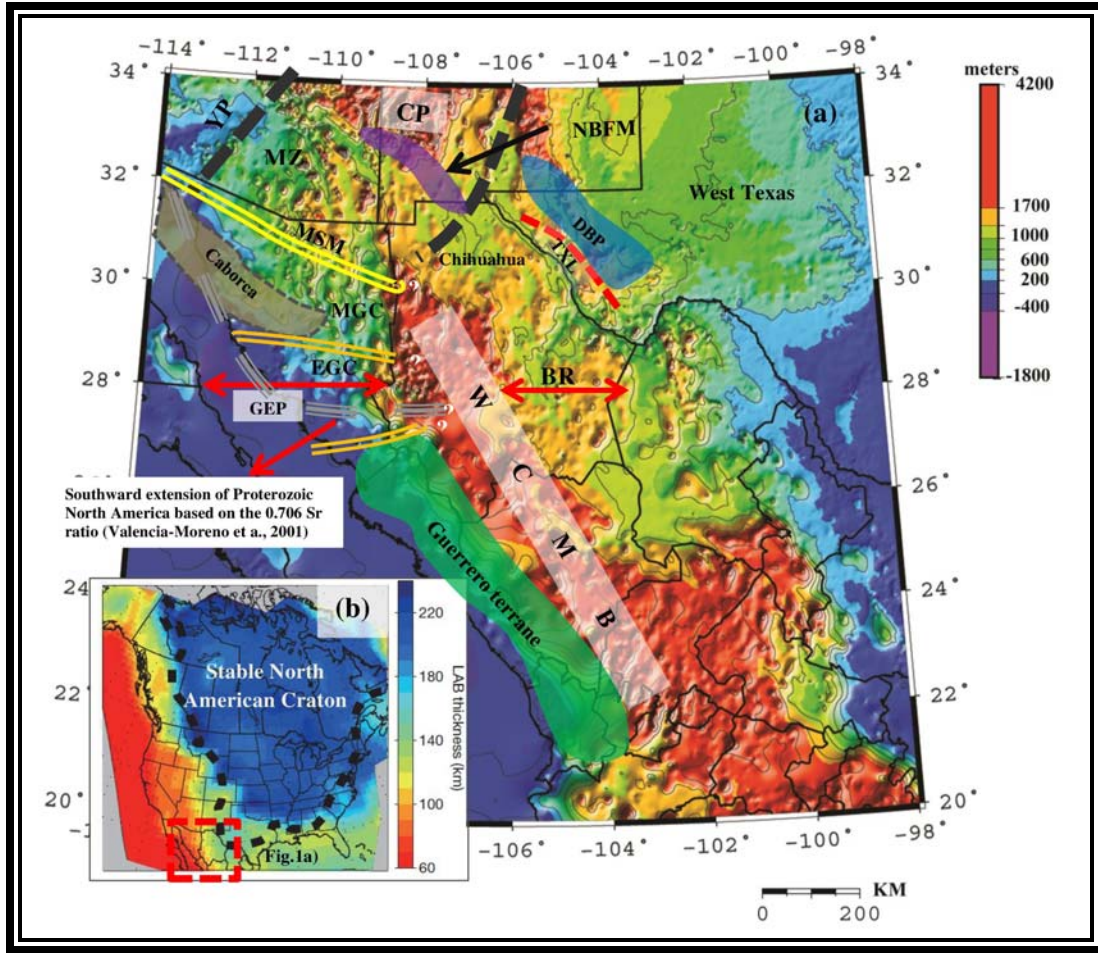 -114° -112° -110° -108° -106° -104° -102° -100° -98°
34° 34°
meters
4200
1700
1000
600
200
-400
-1800
(a)
YP
CP
NBFM
MZ
32° 32°
West Texas
DBP
MSM
TXL
Chihuahua
Caborca
30° 30°
?
MGC
EGC
28° 28°
BR
GEP
?
?
W
C
M
B
26°
Southward extension of Proterozoic
North America based on the 0.706 Sr
ratio (Valencia-Moreno et a., 2001)
Guerrero terrane
24 24°
22 22°
20° 20°
-106° -104° -102° -100° -98°
(b)
Stable North
American Craton
Fig.1a)
220
180
140
100
60
LAB thickness (km)
KM
0 200